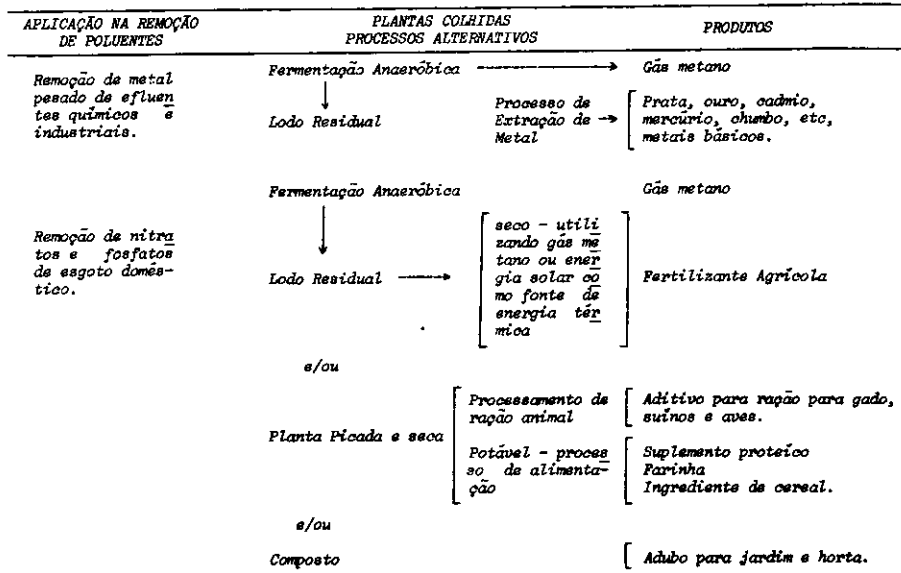 APLICAÇÃO NA REMOÇÃO
DE POLUENTES
PLANTAS COLHIDAS
PROCESSOS ALTERNATIVOS
PRODUTOS
Remoção de metal
pesado de efluen
tes químicos e
industriais.
Fermentação Anaeróbica
Gás metano
Lodo Residual
Processo de
Extração de
Metal
Prata, ouro, cadmio,
mercúrio, chumbo, etc,
metais básicos.
Remoção de nitra
tos e fosfatos
de esgoto domés-
tico.
Fermentação Anaeróbica
Gás metano
Lodo Residual
seco - utili
zando gás me
tano ou ener
gia solar co
mo fonte de
energia tér
mica
Fertilizante Agrícola
e/ou
Planta Picada e seca
Processamento de
ração animal
Aditivo para ração para gado,
suínos e aves.
Potável - proces
so de alimenta-
ção
Suplemento proteíco
Farinha
Ingrediente de cereal.
e/ou
Composto
Adubo para jardim e horta.